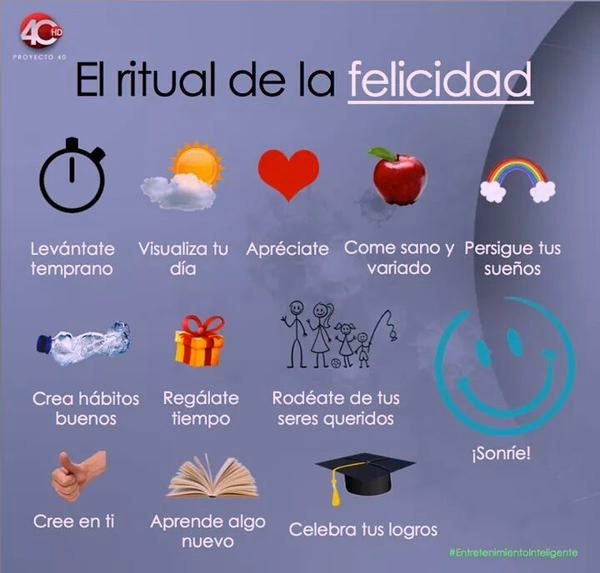 4C HD
PROYECTO 40
El ritual de la felicidad
Levántate
temprano
Visualiza tu
día
Apréciate
Come sano y
variado
Persigue tus
sueños
Crea hábitos
buenos
Regálate
tiempo
Rodéate de tus
seres queridos
¡Sonríe!
Cree en ti
Aprende algo
nuevo
Celebra tus logros
#EntretenimientoInteligente